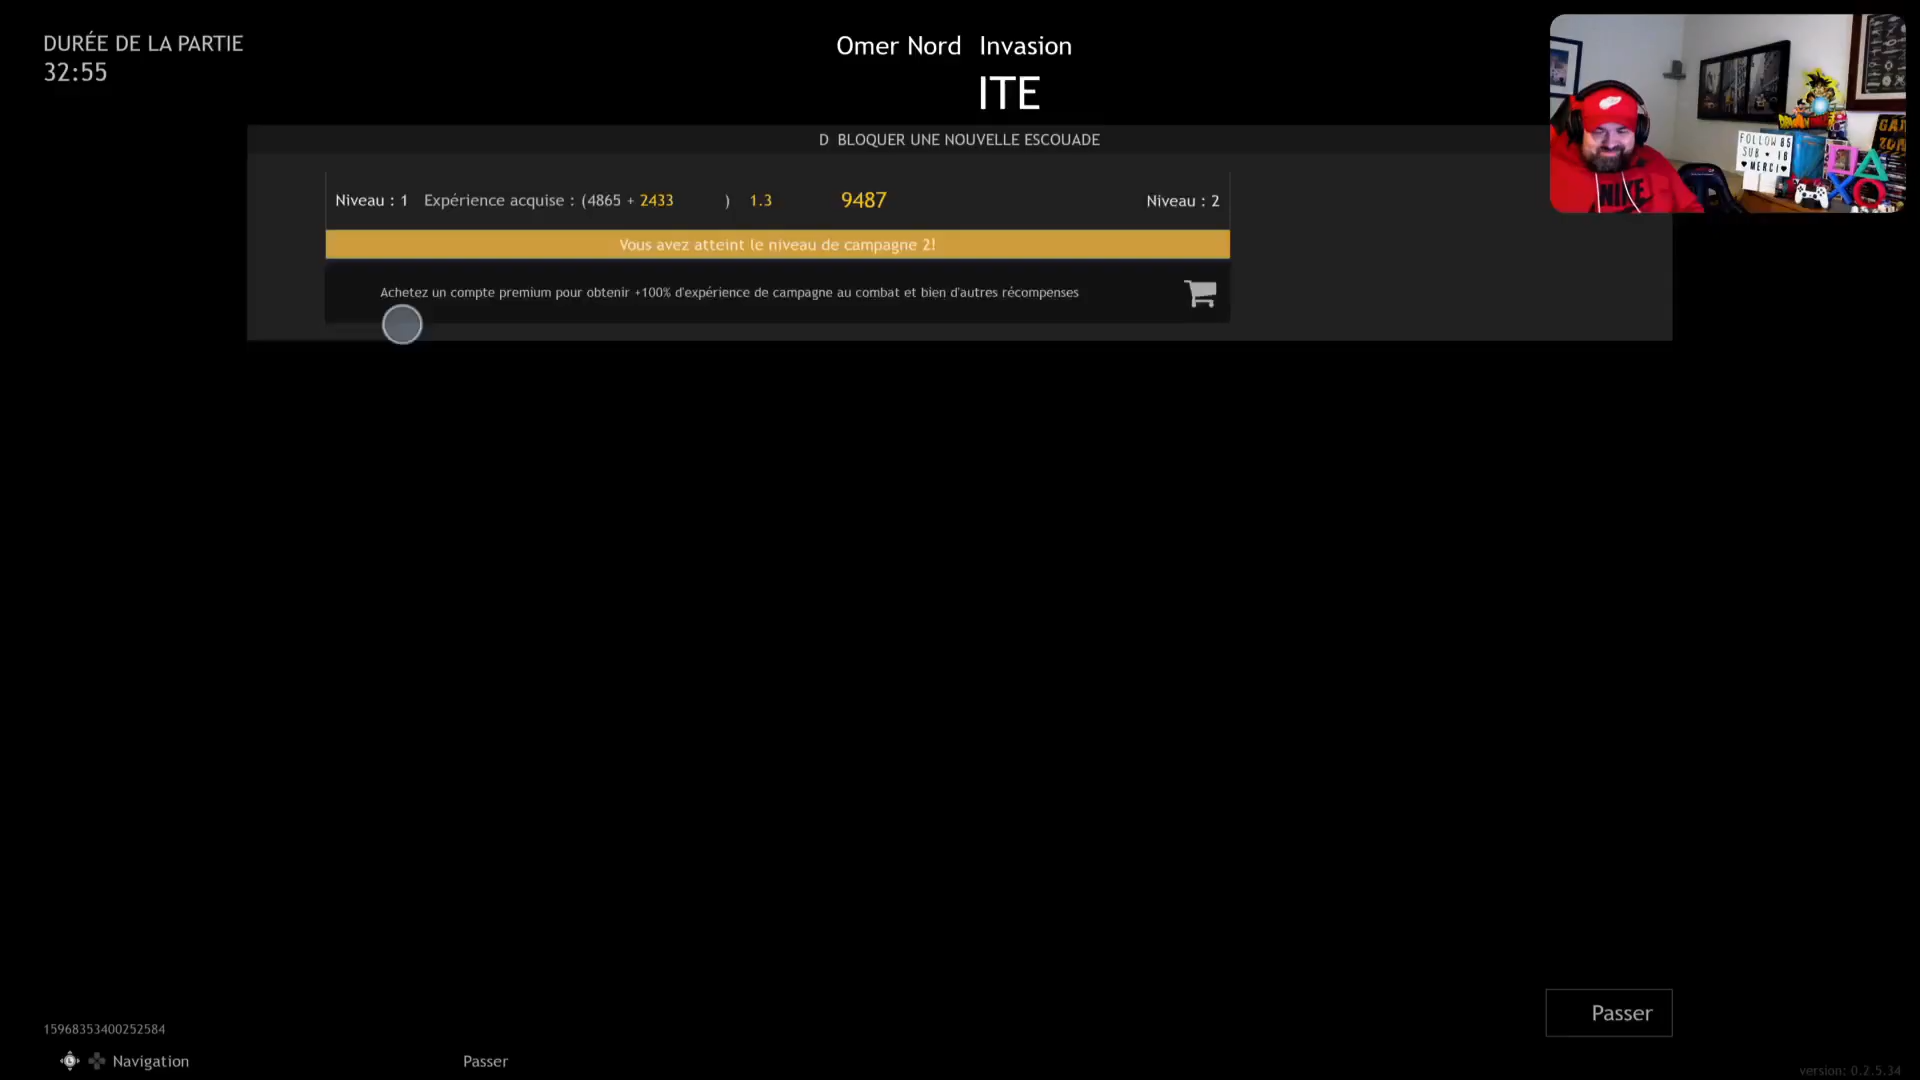 DURÉE DE LA PARTIE
32:55
Omer Nord Invasion
ITE
D BLOQUER UNE NOUVELLE ESCOUADE
Niveau : 1 Expérience acquise : (4865 + 2433 ) 1.3 9487 Niveau : 2
Vous avez atteint le niveau de campagne 2!
Achetez un compte premium pour obtenir +100% d'expérience de campagne au combat et bien d'autres récompenses
FOLLOW 85
SUB • 18
♥ MERCI ♥
NIKE
Passer
15968353400252584
Navigation Passer
version: 0.2.5.34